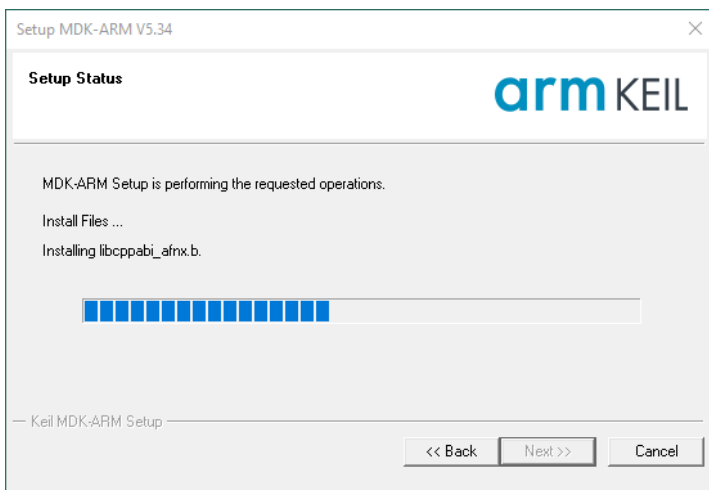 Setup MDK-ARM V5.34
Setup Status
arm KEIL
MDK-ARM Setup is performing the requested operations.
Install Files ...
Installing libcppabi_afnx.b.
Keil MDK-ARM Setup
<< Back
Next >>
Cancel